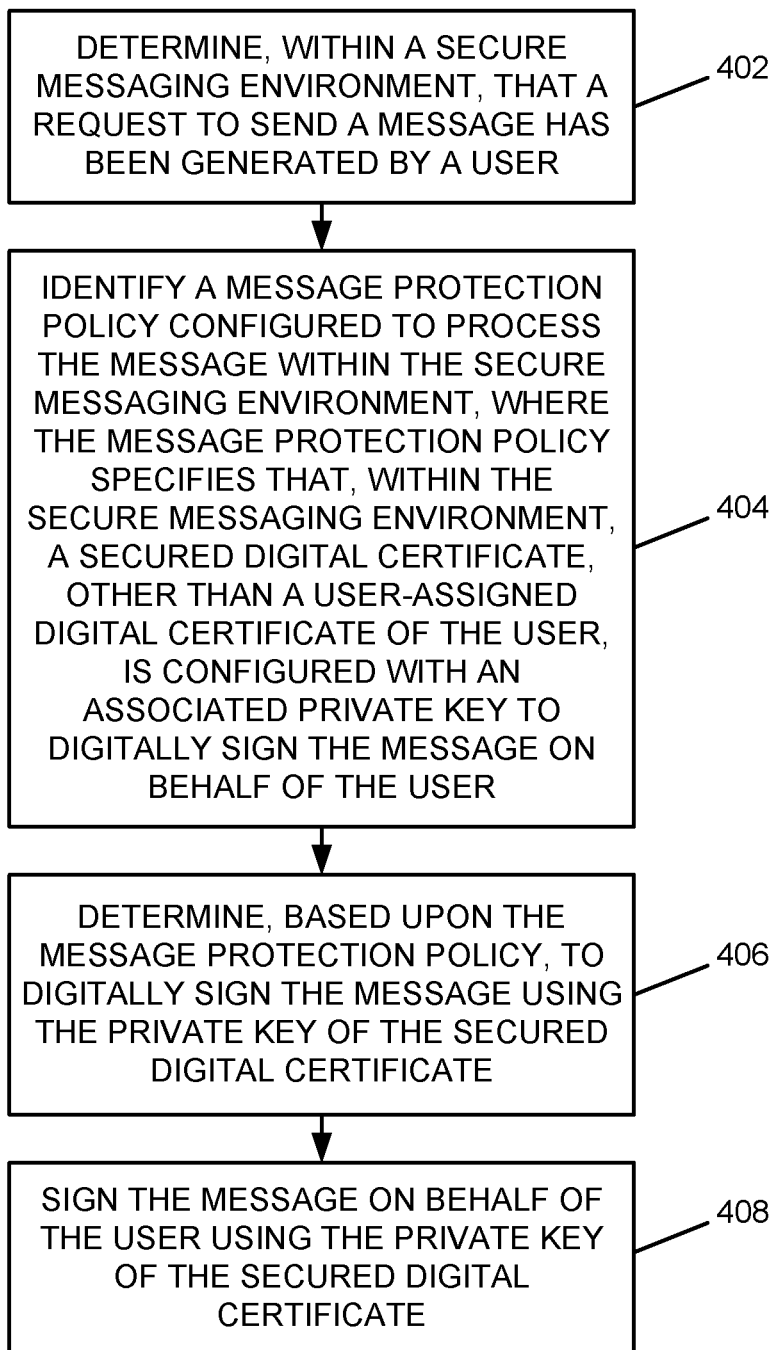 DETERMINE, WITHIN A SECURE
MESSAGING ENVIRONMENT, THAT A
REQUEST TO SEND A MESSAGE HAS
BEEN GENERATED BY A USER
402
IDENTIFY A MESSAGE PROTECTION
POLICY CONFIGURED TO PROCESS
THE MESSAGE WITHIN THE SECURE
MESSAGING ENVIRONMENT, WHERE
THE MESSAGE PROTECTION POLICY
SPECIFIES THAT, WITHIN THE
SECURE MESSAGING ENVIRONMENT,
A SECURED DIGITAL CERTIFICATE,
OTHER THAN A USER-ASSIGNED
DIGITAL CERTIFICATE OF THE USER,
IS CONFIGURED WITH AN
ASSOCIATED PRIVATE KEY TO
DIGITALLY SIGN THE MESSAGE ON
BEHALF OF THE USER
404
DETERMINE, BASED UPON THE
MESSAGE PROTECTION POLICY, TO
DIGITALLY SIGN THE MESSAGE USING
THE PRIVATE KEY OF THE SECURED
DIGITAL CERTIFICATE
406
SIGN THE MESSAGE ON BEHALF OF
THE USER USING THE PRIVATE KEY
OF THE SECURED DIGITAL
CERTIFICATE
408